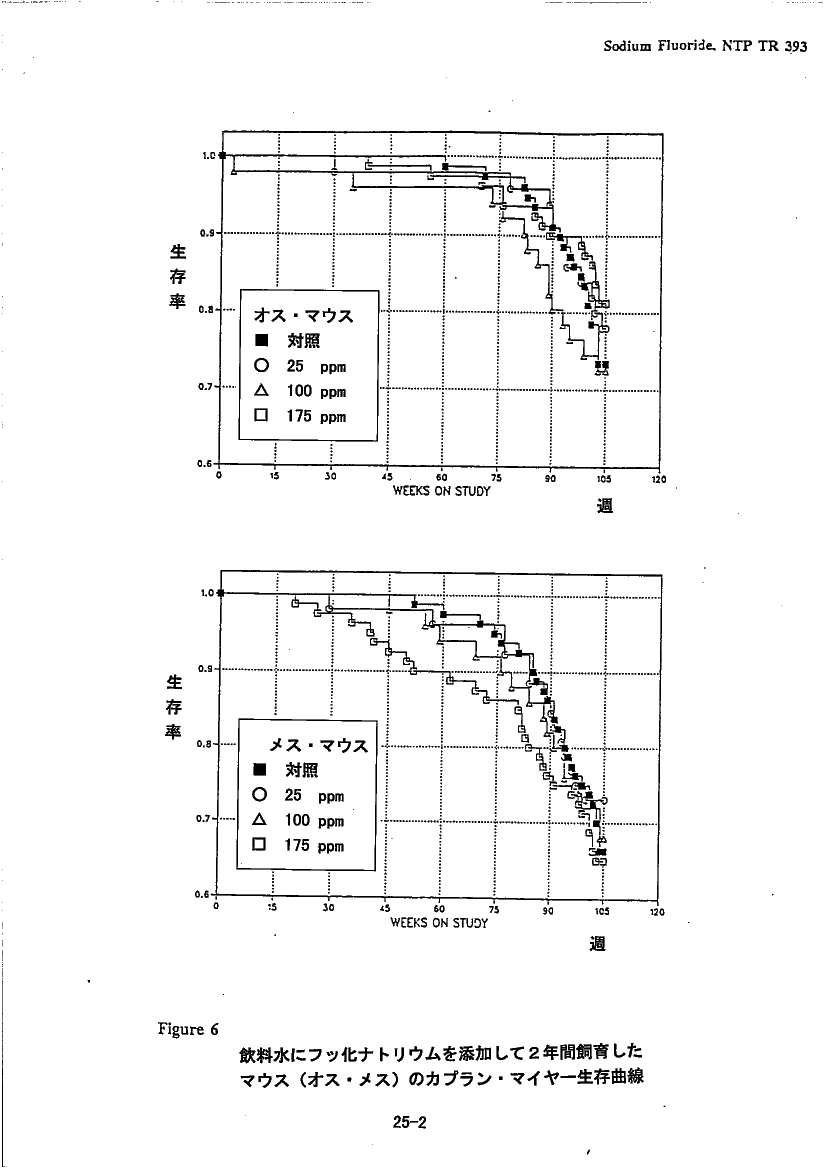 Sodium Fluoride, NTP TR 393
1.0
0.9
0.8
0.7
0.6
生存率
オス・マウス
■ 対照
○ 25 ppm
△ 100 ppm
□ 175 ppm
0 15 30 45 60 75 90 105 120
WEEKS ON STUDY
週
1.0
0.9
0.8
0.7
0.6
生存率
メス・マウス
■ 対照
○ 25 ppm
△ 100 ppm
□ 175 ppm
0 15 30 45 60 75 90 105 120
WEEKS ON STUDY
週
Figure 6
飲料水にフッ化ナトリウムを添加して2年間飼育した
マウス(オス・メス)のカプラン・マイヤー生存曲線
25-2